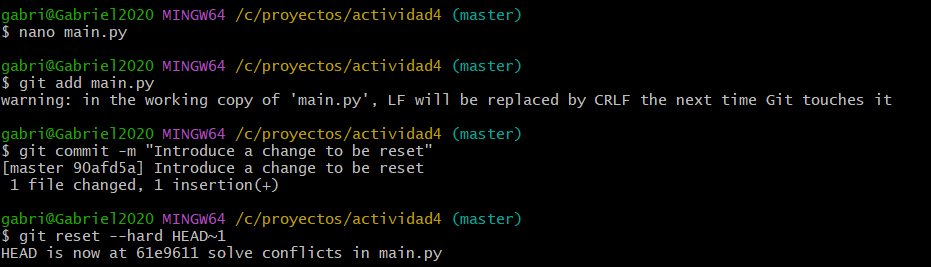 gabri@Gabriel2020 MINGW64 /c/proyectos/actividad4 (master)
$ nano main.py
gabri@Gabriel2020 MINGW64 /c/proyectos/actividad4 (master)
$ git add main.py
warning: in the working copy of 'main.py', LF will be replaced by CRLF the next time Git touches it
gabri@Gabriel2020 MINGW64 /c/proyectos/actividad4 (master)
$ git commit -m "Introduce a change to be reset"
[master 90afd5a] Introduce a change to be reset
 1 file changed, 1 insertion(+)
gabri@Gabriel2020 MINGW64 /c/proyectos/actividad4 (master)
$ git reset --hard HEAD~1
HEAD is now at 61e9611 solve conflicts in main.py